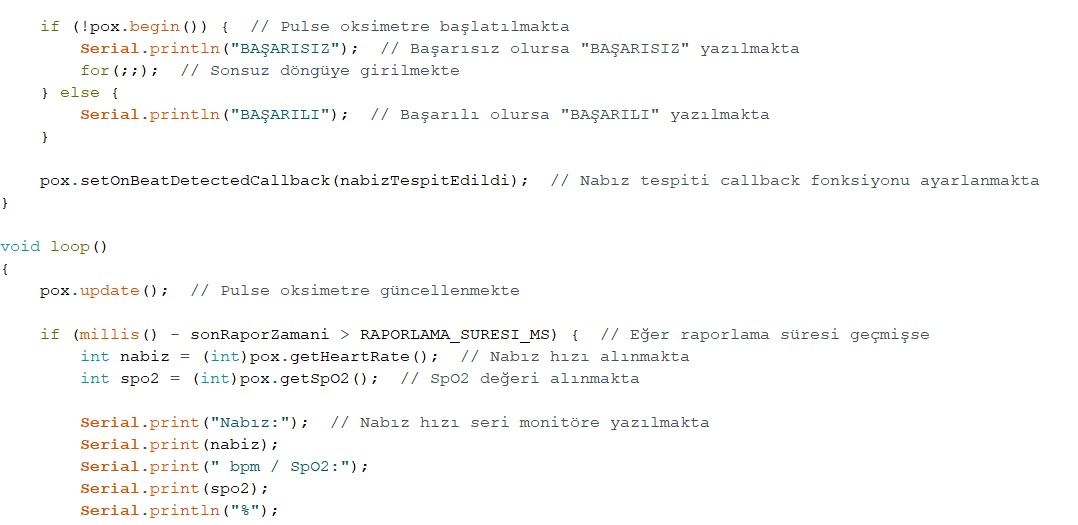 if (!pox.begin()) {  // Pulse oksimetre başlatılmakta
Serial.println("BAŞARISIZ");  // Başarısız olursa "BAŞARISIZ" yazılmakta
for(;;);  // Sonsuz döngüye girilmekte
} else {
Serial.println("BAŞARILI");  // Başarılı olursa "BAŞARILI" yazılmakta
}
pox.setOnBeatDetectedCallback(nabizTespitEdildi);  // Nabız tespiti callback fonksiyonu ayarlanmakta
}
void loop()
{
pox.update();  // Pulse oksimetre güncellenmekte
if (millis() - sonRaporZamani > RAPORLAMA_SURESI_MS) {  // Eğer raporlama süresi geçmişse
int nabiz = (int)pox.getHeartRate();  // Nabız hızı alınmakta
int spo2 = (int)pox.getSpO2();  // SpO2 değeri alınmakta
Serial.print("Nabız:");  // Nabız hızı seri monitöre yazılmakta
Serial.print(nabiz);
Serial.print(" bpm / SpO2:");
Serial.print(spo2);
Serial.println("%");